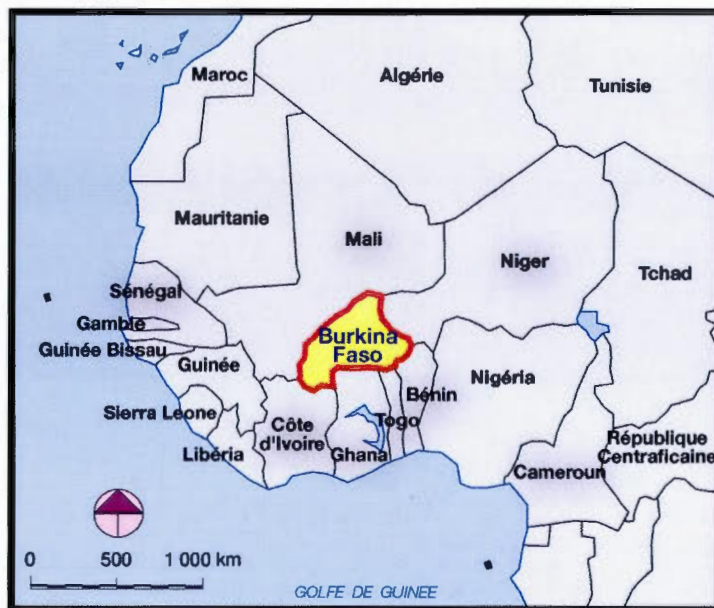 Maroc
Algérie
Tunisie
Mauritanie
Mali
Niger
Tchad
Sénégal
Gambie
Guinée Bissau
Guinée
Burkina
Faso
Nigéria
Bénin
Togo
Sierra Leone
Côte
d'Ivoire
Ghana
Libéria
République
Centraficaine
Cameroun
0 500 1 000 km
GOLFE DE GUINEE